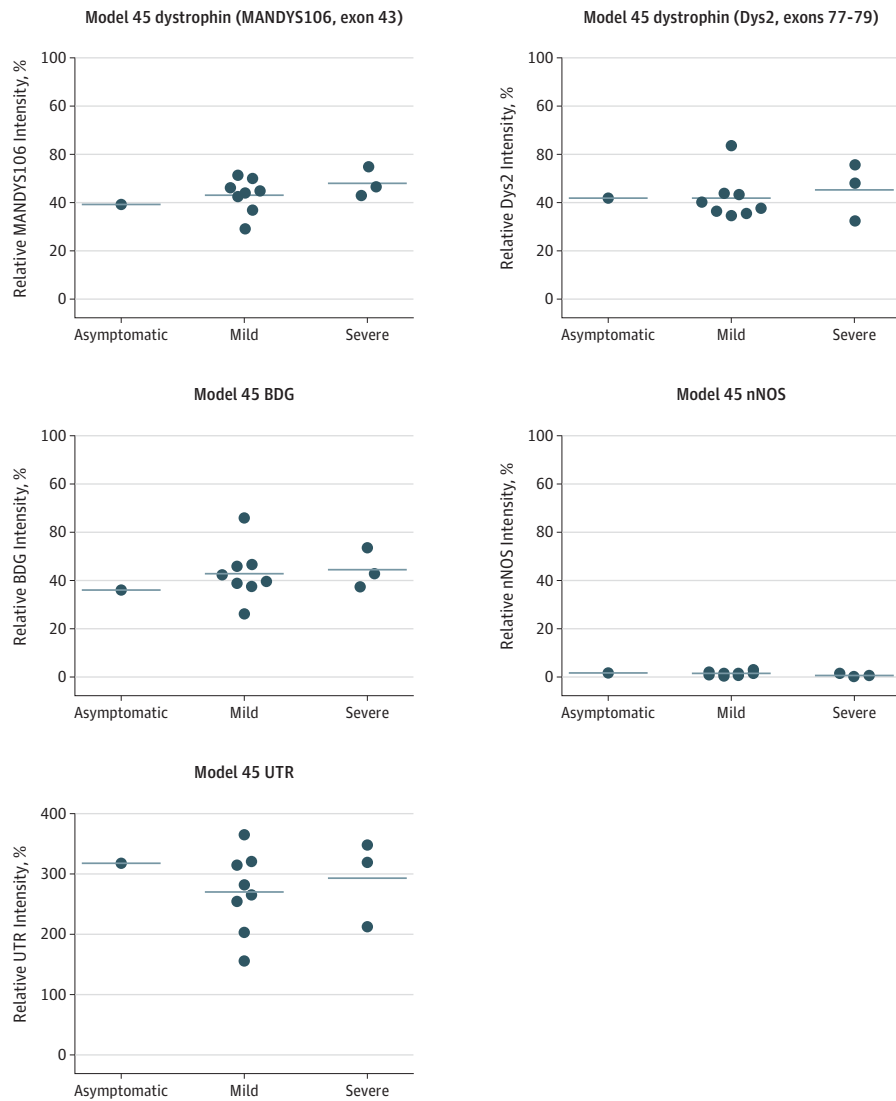 Model 45 dystrophin (MANDYS106, exon 43)
Relative MANDYS106 Intensity, %
100
60
80
40
20
0
Asymptomatic Mild Severe
Model 45 dystrophin (Dys2, exons 77-79)
Relative Dys2 Intensity, %
100
60
80
40
20
0
Asymptomatic Mild Severe
Model 45 BDG
Relative BDG Intensity, %
100
60
80
40
20
0
Asymptomatic Mild Severe
Model 45 nNOS
Relative nNOS Intensity, %
100
60
80
40
20
0
Asymptomatic Mild Severe
Model 45 UTR
Relative UTR Intensity, %
400
300
200
100
0
Asymptomatic Mild Severe